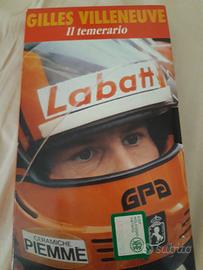 GILLES VILLENEUVE
Il temerario
Labatt
GPA
CERAMICHE
PIEMME
subito